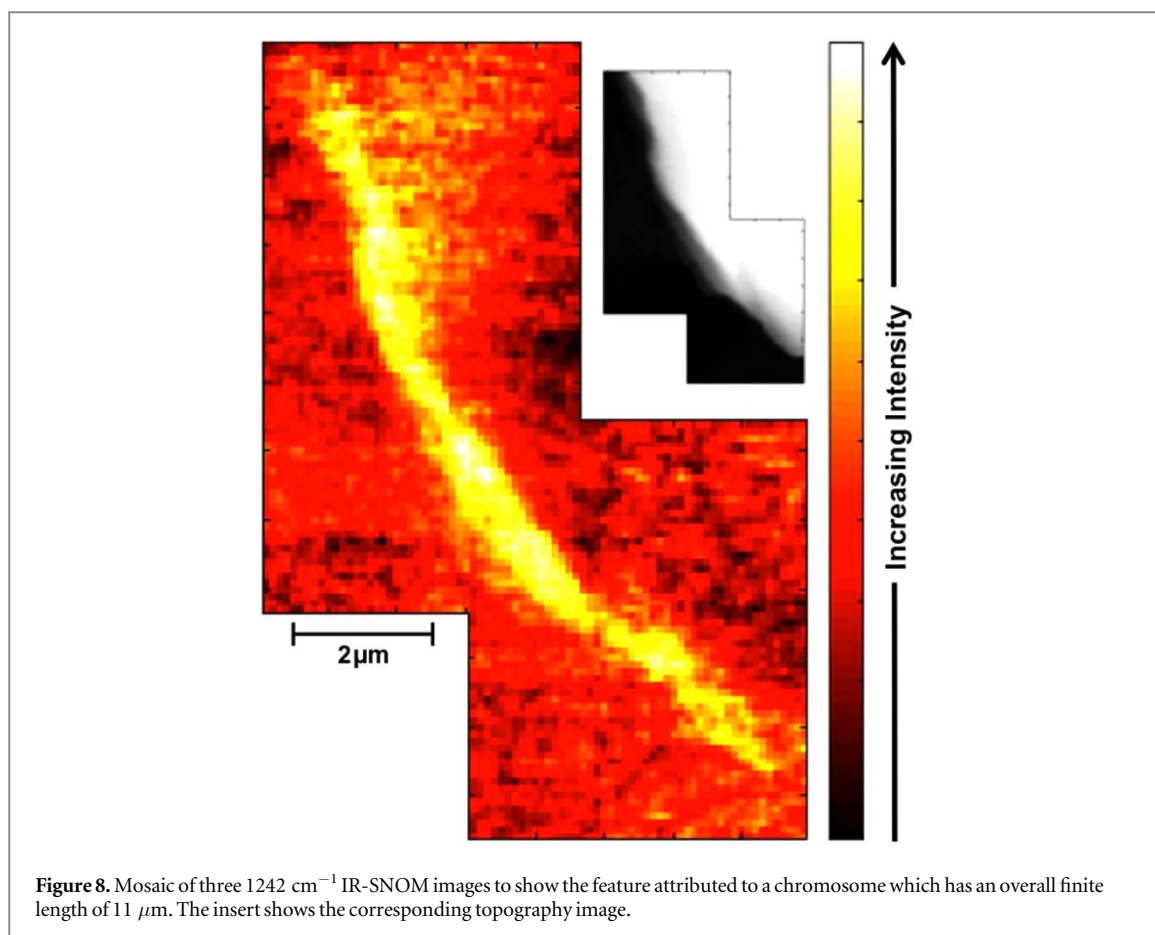 Increasing Intensity
2μm
Figure 8. Mosaic of three 1242 cm⁻¹ IR-SNOM images to show the feature attributed to a chromosome which has an overall finite
length of 11 μm. The insert shows the corresponding topography image.